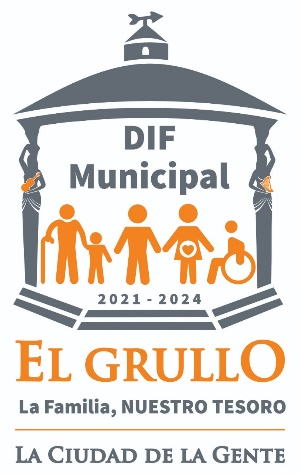 DIF
Municipal
2021 - 2024
EL GRULLO
La Familia, NUESTRO TESORO
LA CIUDAD DE LA GENTE